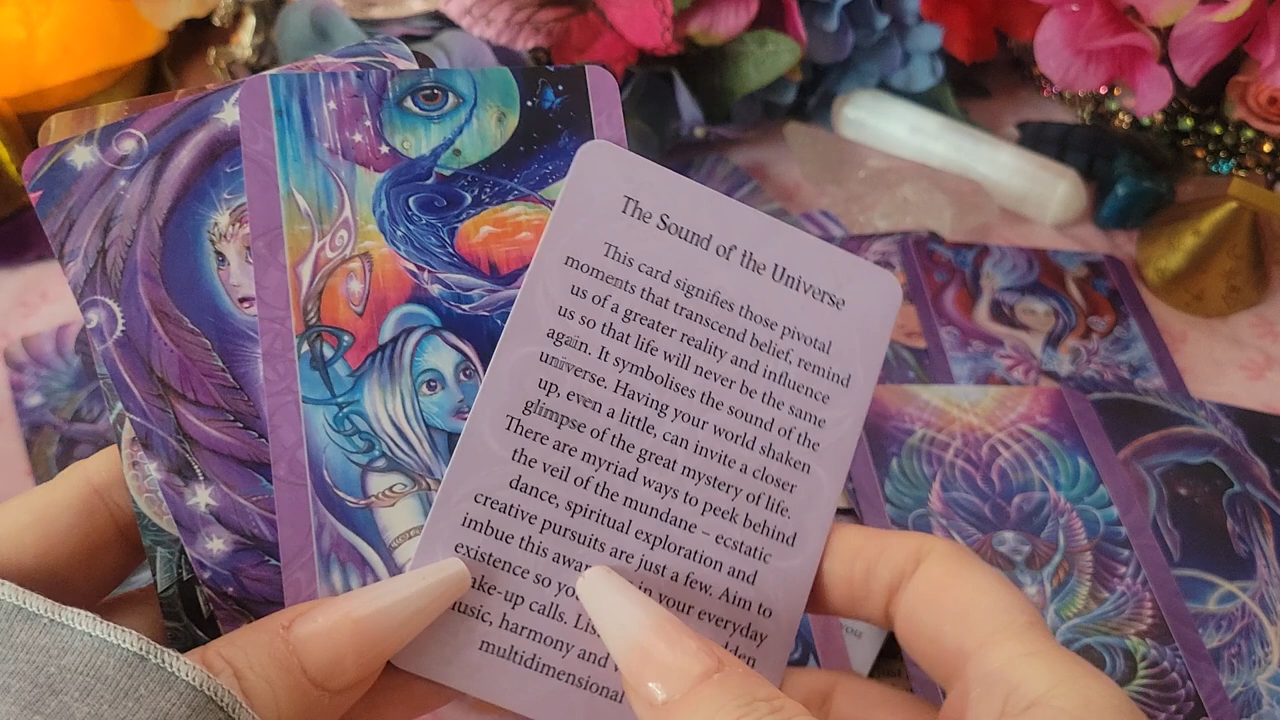 The Sound of the Universe
This card signifies those pivotal
moments that transcend belief, remind
us of a greater reality and influence
us so that life will never be the same
again. It symbolises the sound of the
universe. Having your world shaken
up, even a little, can invite a closer
glimpse of the great mystery of life.
There are myriad ways to peek behind
the veil of the mundane – ecstatic
dance, spiritual exploration and
creative pursuits are just a few. Aim to
imbue this in your everyday
existence so
calls.
harmony and
multidimensional
you